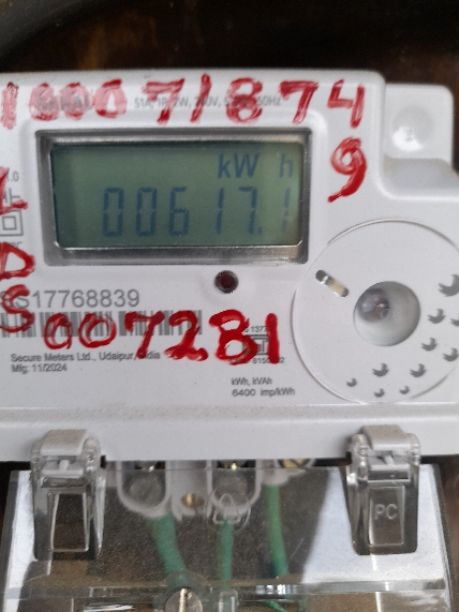 1000718749
kW h
00617.1
L
D
S
S17768839
007281
Secure Meters Ltd., Udaipur, India
Mfg: 11/2024
kWh, kVAh
6400 imp/kWh
PC